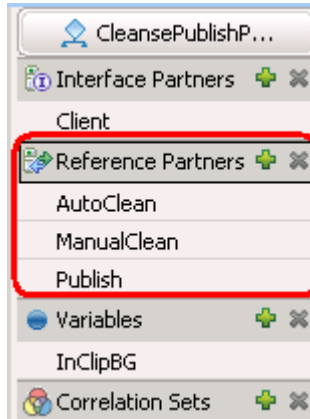 CleansePublishP...
Interface Partners
Client
Reference Partners
AutoClean
ManualClean
Publish
Variables
InClipBG
Correlation Sets